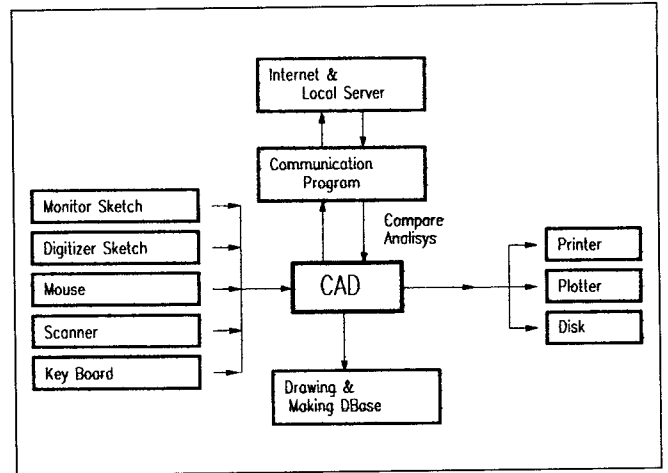 Internet &
Local Server
Communication
Program
Monitor Sketch
Digitizer Sketch
Mouse
Scanner
Key Board
Compare
Analisys
CAD
Printer
Plotter
Disk
Drawing &
Making DBase